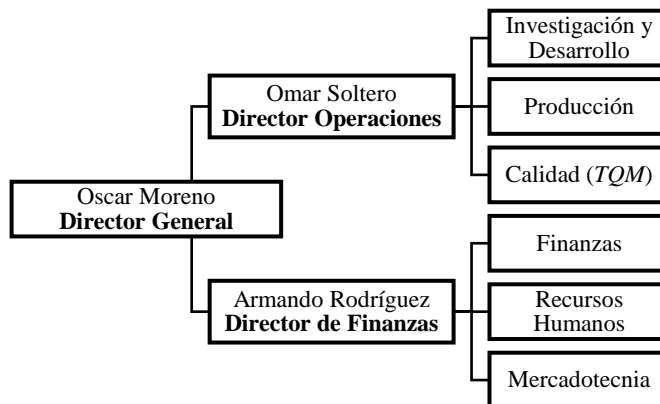 Investigación y
Desarrollo
Omar Soltero
Director Operaciones
Producción
Calidad (TQM)
Oscar Moreno
Director General
Finanzas
Armando Rodríguez
Director de Finanzas
Recursos
Humanos
Mercadotecnia